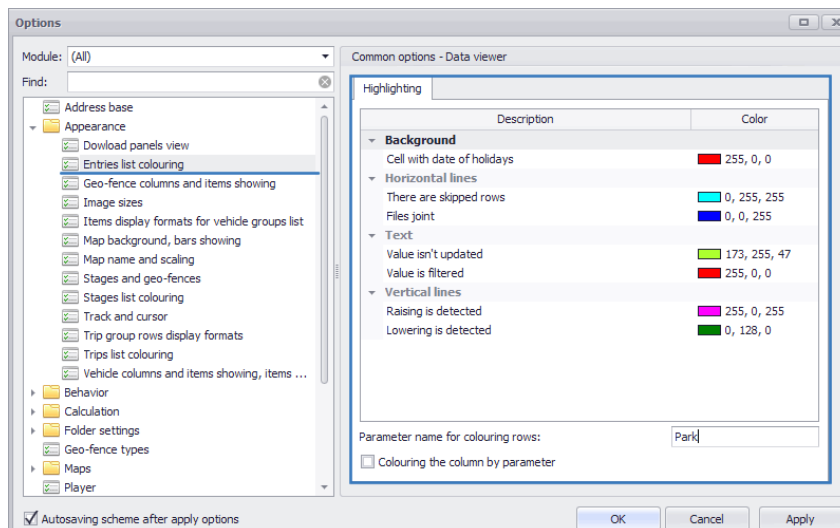 Options
Module: (All)
Find:
Address base
Appearance
Dowload panels view
Entries list colouring
Geo-fence columns and items showing
Image sizes
Items display formats for vehicle groups list
Map background, bars showing
Map name and scaling
Stages and geo-fences
Stages list colouring
Track and cursor
Trip group rows display formats
Trips list colouring
Vehicle columns and items showing, items ...
Behavior
Calculation
Folder settings
Geo-fence types
Maps
Player
Autosaving scheme after apply options
Common options - Data viewer
Highlighting
Description Color
Background
Cell with date of holidays 255, 0, 0
Horizontal lines
There are skipped rows 0, 255, 255
Files joint 0, 0, 255
Text
Value isn't updated 173, 255, 47
Value is filtered 255, 0, 0
Vertical lines
Raising is detected 255, 0, 255
Lowering is detected 0, 128, 0
Parameter name for colouring rows: Park
Colouring the column by parameter
OK Cancel Apply